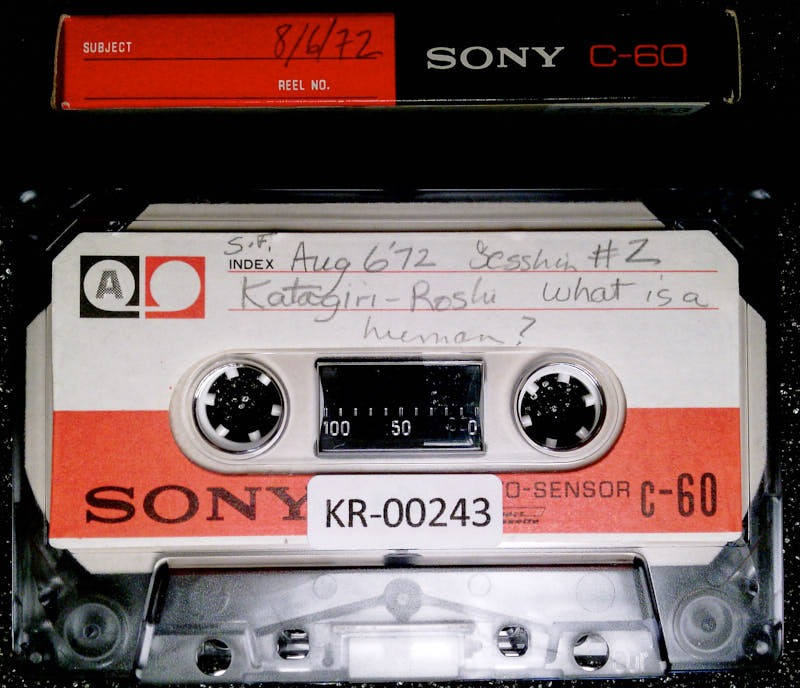 SUBJECT 8/6/72
REEL NO.
SONY C-60
S.F.
INDEX Aug 6 '72 Sesshin #2
A Katagiri-Roshi What is a
human?
100 50 0
SONY O-SENSOR C-60
KR-00243